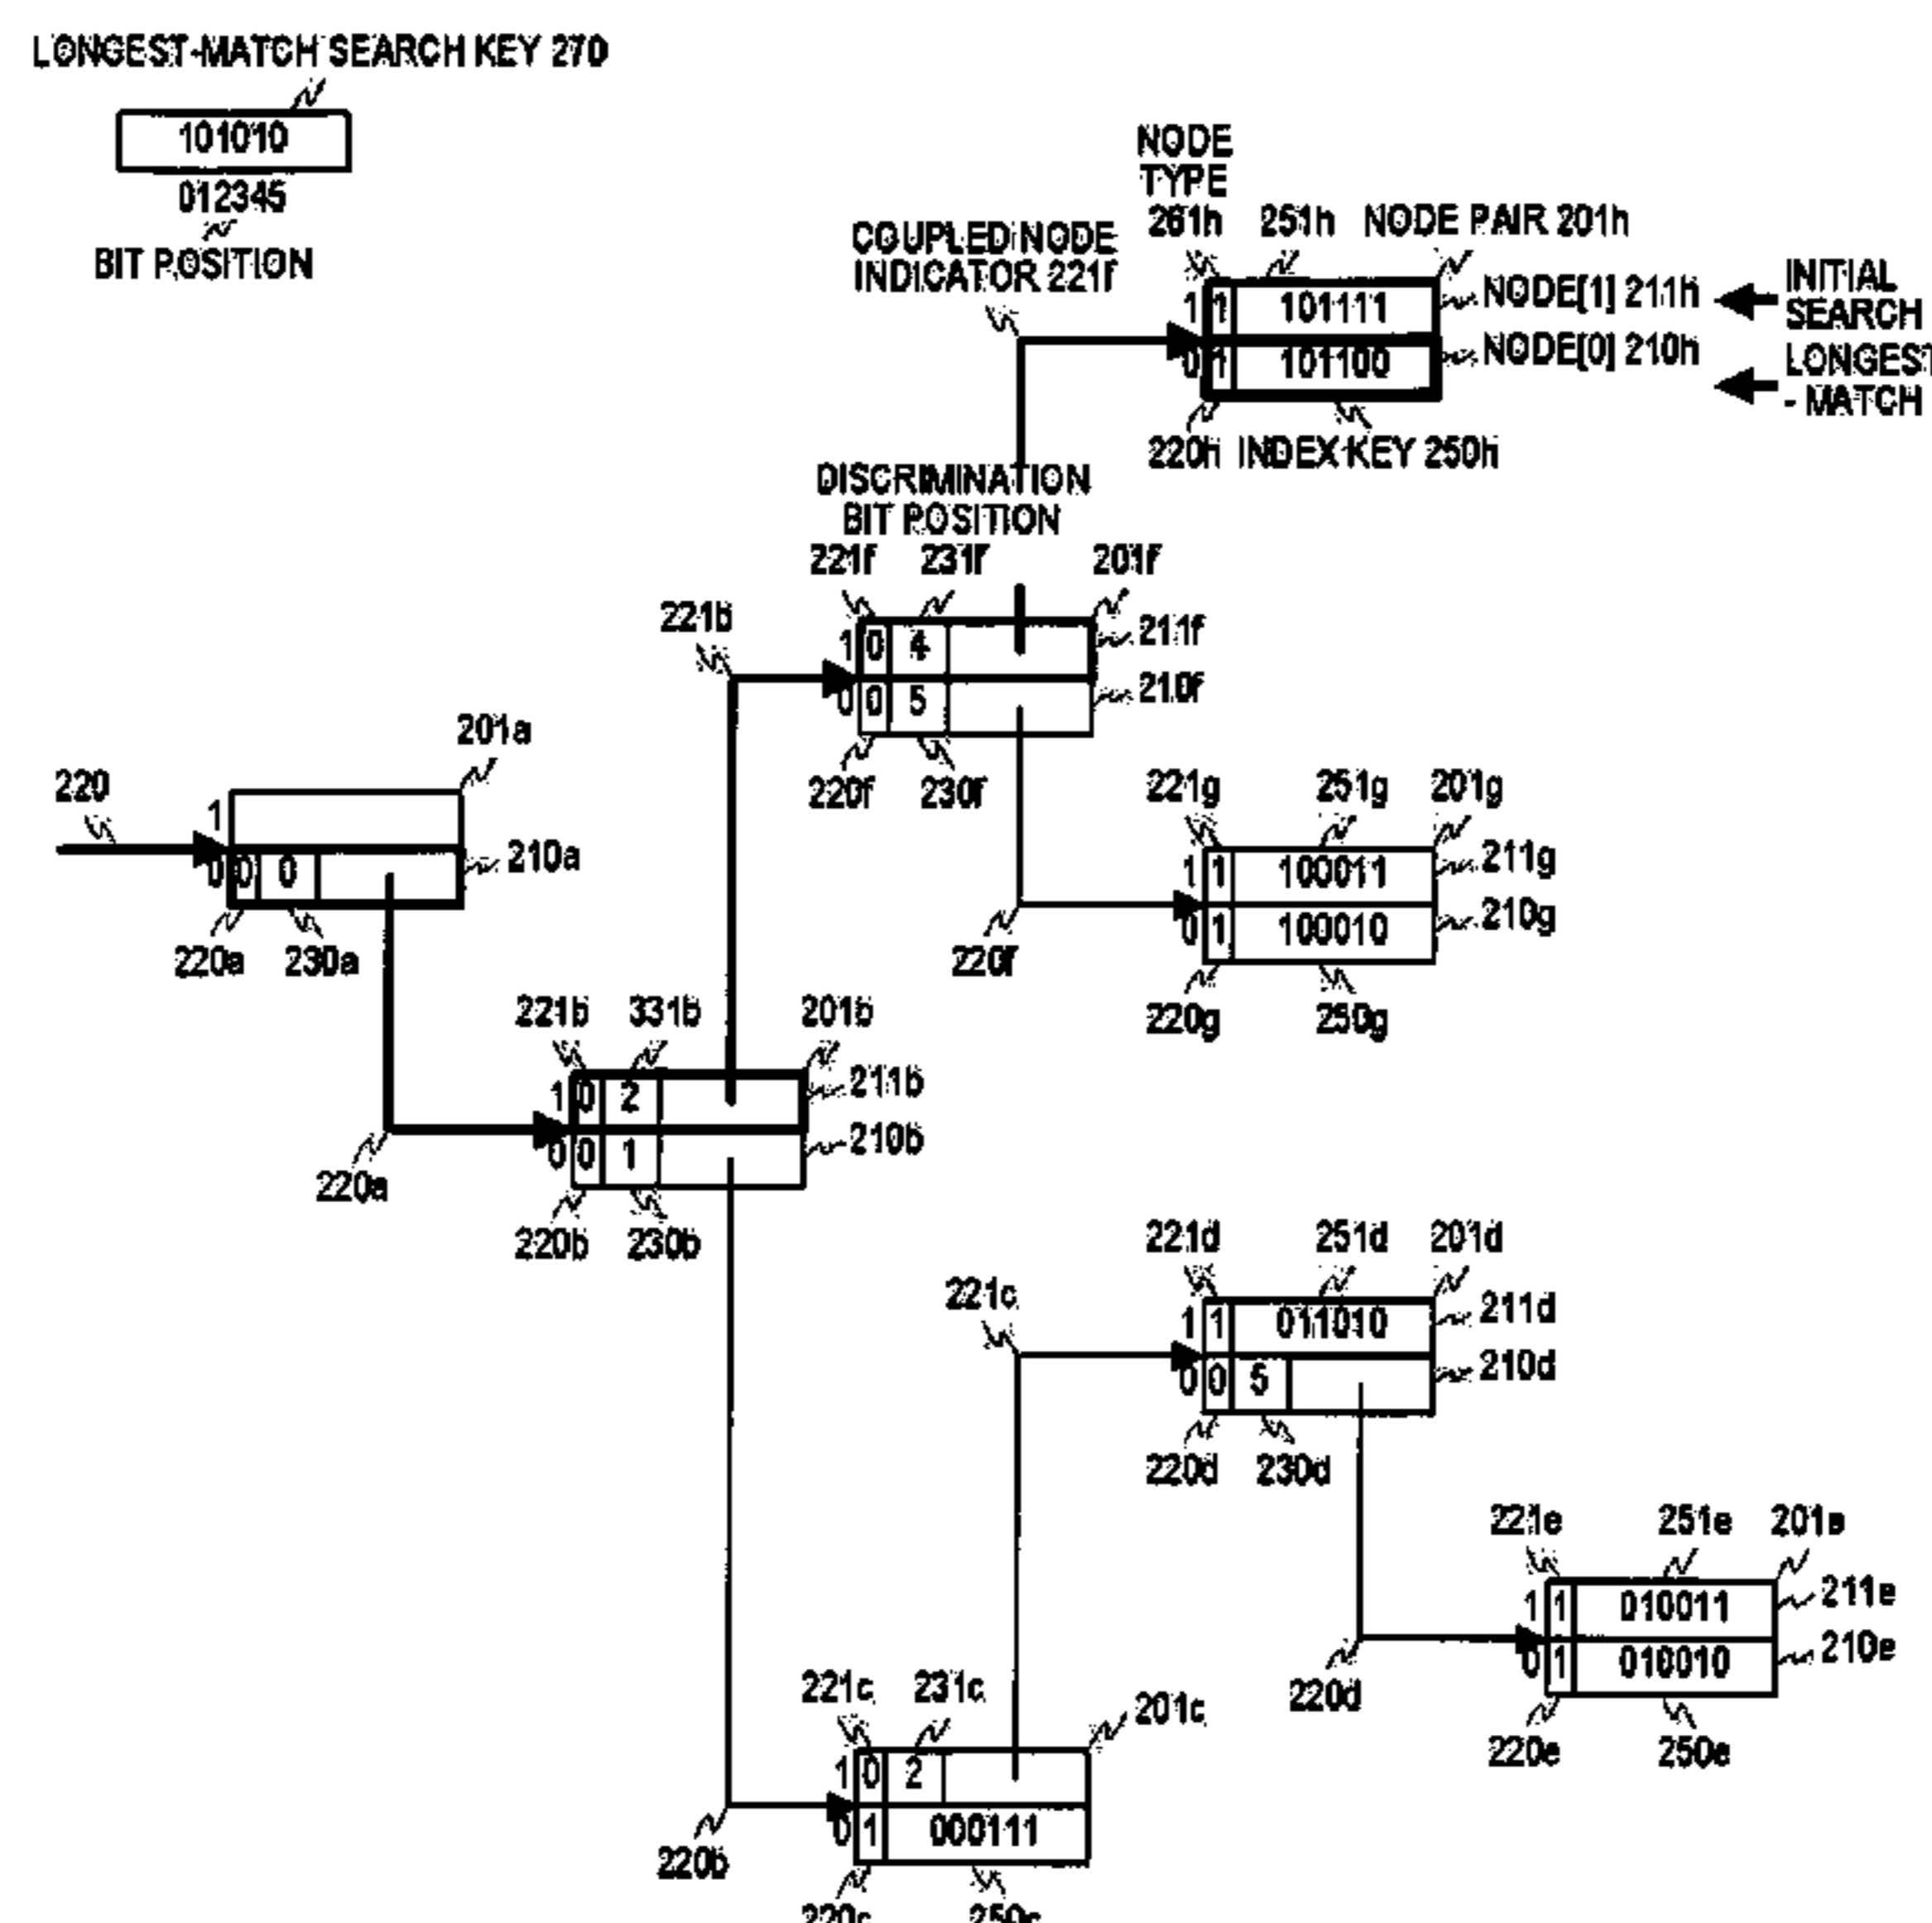 LONGEST-MATCH SEARCH KEY 270
101010
012345
BIT POSITION
NODE
TYPE
261h 251h NODE PAIR 201h
COUPLED NODE
INDICATOR 221f
1 1 101111
NODE[1] 211h
INITIAL
SEARCH
0 1 101100
NODE[0] 210h
LONGEST
- MATCH
220h INDEX KEY 250h
DISCRIMINATION
BIT POSITION
221f 231f 201f
221b
1 0 4 211f
0 0 5 210f
220f 230f
201a
220
1
0 0 0 210a
220a 230a
221g 251g 201g
1 1 100011 211g
0 1 100010 210g
220f
220g 250g
221b 331b 201b
1 0 2 211b
0 0 1 210b
220a
220b 230b
221d 251d 201d
221c
1 1 011010 211d
0 0 5 210d
220d 230d
221e 251e 201e
1 1 010011 211e
0 1 010010 210e
220d
220e 250e
221c 231c 201c
1 0 2
0 1 000111
220b
220c 250c